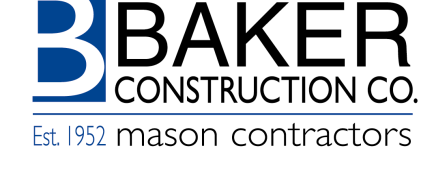 B BAKER
CONSTRUCTION CO.
Est. 1952 mason contractors